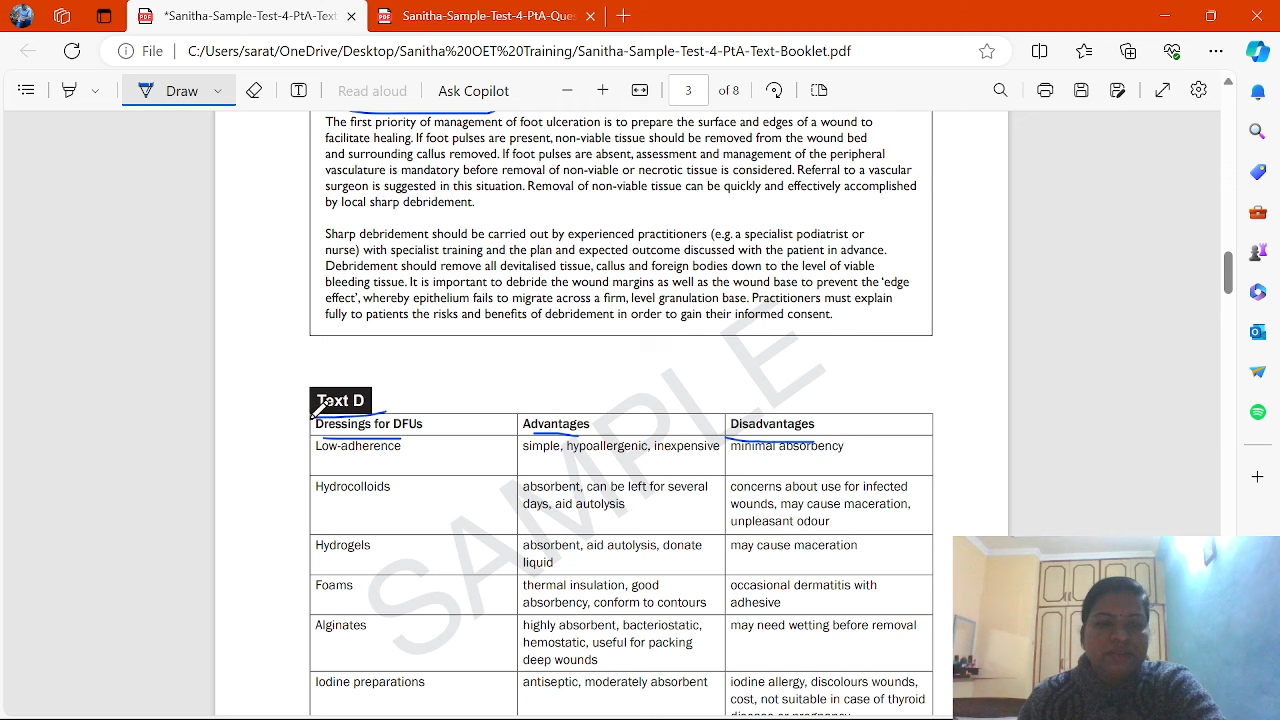 *Sanitha-Sample-Test-4-PtA-Text
Sanitha-Sample-Test-4-PtA-Ques
File
C:/Users/sarat/OneDrive/Desktop/Sanitha%20OET%20Training/Sanitha-Sample-Test-4-PtA-Text-Booklet.pdf
Draw
Read aloud
Ask Copilot
3 of 8
The first priority of management of foot ulceration is to prepare the surface and edges of a wound to
facilitate healing. If foot pulses are present, non-viable tissue should be removed from the wound bed
and surrounding callus removed. If foot pulses are absent, assessment and management of the peripheral
vasculature is mandatory before removal of non-viable or necrotic tissue is considered. Referral to a vascular
surgeon is suggested in this situation. Removal of non-viable tissue can be quickly and effectively accomplished
by local sharp debridement.
Sharp debridement should be carried out by experienced practitioners (e.g. a specialist podiatrist or
nurse) with specialist training and the plan and expected outcome discussed with the patient in advance.
Debridement should remove all devitalised tissue, callus and foreign bodies down to the level of viable
bleeding tissue. It is important to debride the wound margins as well as the wound base to prevent the 'edge
effect', whereby epithelium fails to migrate across a firm, level granulation base. Practitioners must explain
fully to patients the risks and benefits of debridement in order to gain their informed consent.
SAMPLE
Text D
Dressings for DFU Advantages Disadvantages
Low-adherence simple, hypoallergenic, inexpensive minimal absorbency
Hydrocolloids absorbent, can be left for several concerns about use for infected
days, aid autolysis wounds, may cause maceration,
unpleasant odour
Hydrogels absorbent, aid autolysis, donate may cause maceration
liquid
Foams thermal insulation, good occasional dermatitis with
absorbency, conform to contours adhesive
Alginates highly absorbent, bacteriostatic, may need wetting before removal
hemostatic, useful for packing
deep wounds
Iodine preparations antiseptic, moderately absorbent iodine allergy, discolours wounds,
cost, not suitable in case of thyroid
disease or pregnancy